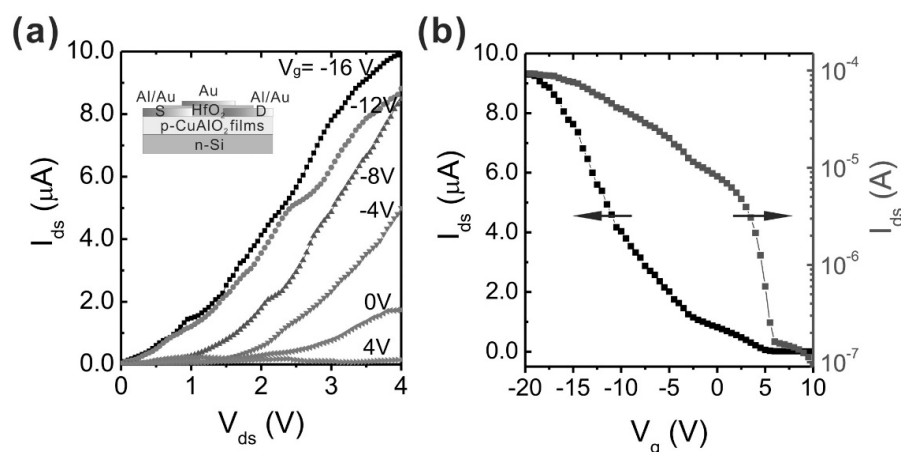 (a)
10.0
8.0
6.0
4.0
2.0
0.0
I_ds (μA)
V_g= -16 V
-12V
-8V
-4V
0V
4V
Au
Al/Au Al/Au
S HfO_2 D
p-CuAlO_2 films
n-Si
0 1 2 3 4
V_ds (V)
(b)
10.0
8.0
6.0
4.0
2.0
0.0
I_ds (μA)
10^-4
10^-5
10^-6
10^-7
I_ds (A)
-20 -15 -10 -5 0 5 10
V_g (V)